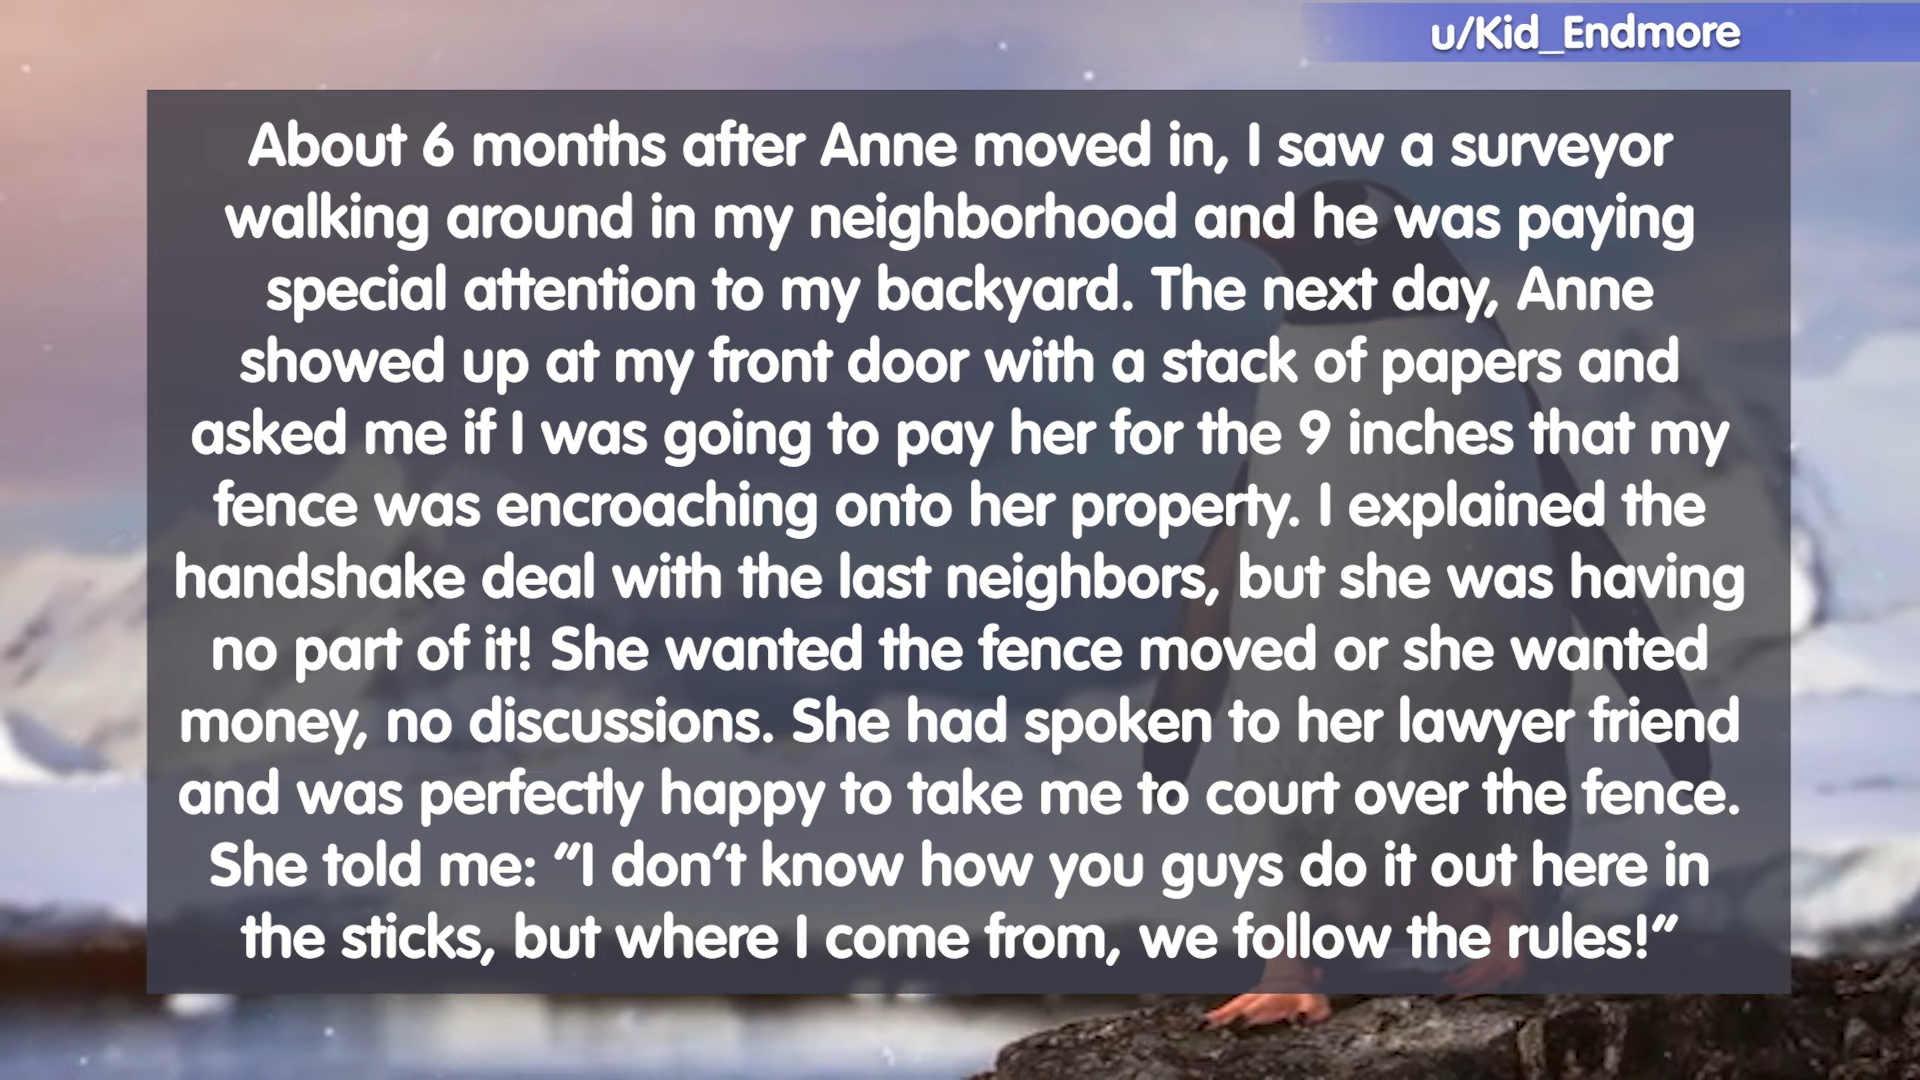 u/Kid_Endmore
About 6 months after Anne moved in, I saw a surveyor
walking around in my neighborhood and he was paying
special attention to my backyard. The next day, Anne
showed up at my front door with a stack of papers and
asked me if I was going to pay her for the 9 inches that my
fence was encroaching onto her property. I explained the
handshake deal with the last neighbors, but she was having
no part of it! She wanted the fence moved or she wanted
money, no discussions. She had spoken to her lawyer friend
and was perfectly happy to take me to court over the fence.
She told me: “I don’t know how you guys do it out here in
the sticks, but where I come from, we follow the rules!”